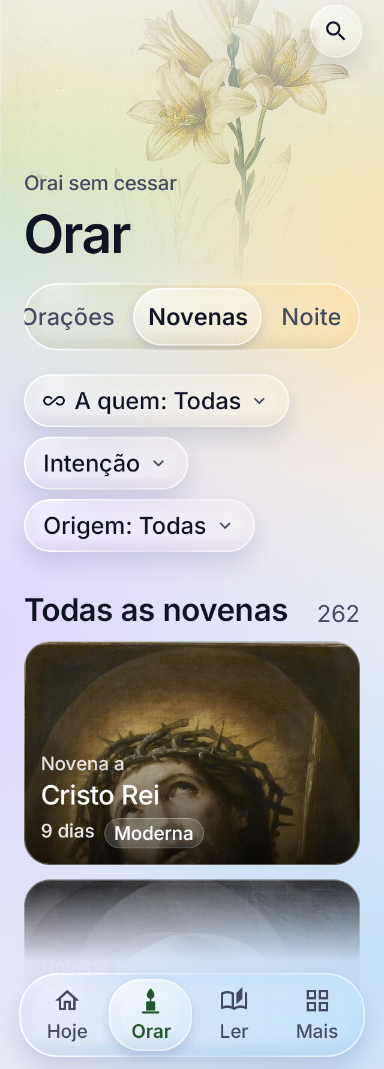 Orai sem cessar
Orar
Orações
Novenas
Noite
A quem: Todas
Intenção
Origem: Todas
Todas as novenas 262
Novena a
Cristo Rei
9 dias Moderna
Hoje
Orar
Ler
Mais